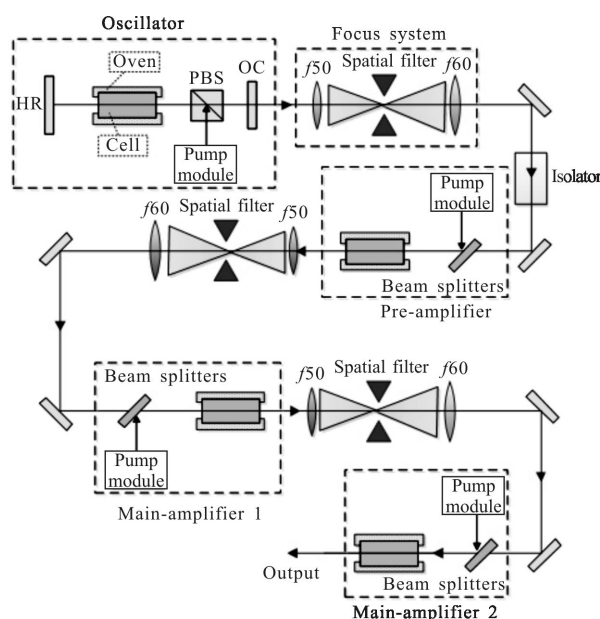 Oscillator
Focus system
Oven
PBS
OC
f50
Spatial filter
f60
HR
Cell
Pump
module
Isolator
f60
Spatial filter
f50
Pump
module
Beam splitters
Pre-amplifier
Beam splitters
f50
Spatial filter
f60
Pump
module
Main-amplifier 1
Pump
module
Output
Beam splitters
Main-amplifier 2